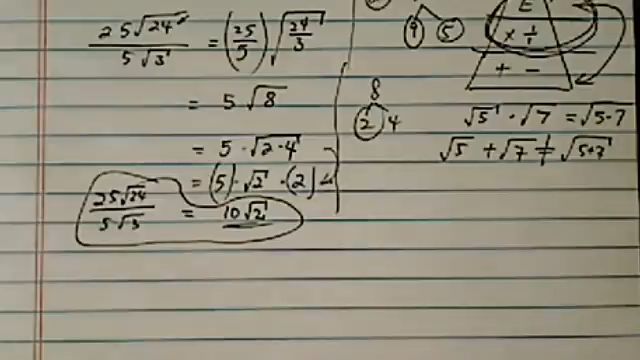 25√24 / 5√3 = (25/5) √(24/3)
= 5 √8
= 5 · √2·4
= (5) · √2 · (2)
25√24 / 5√3 = 10√2
4 5
8
2 4
E
× ÷
+ −
√5 · √7 = √5·7
√5 + √7 ≠ √5+7